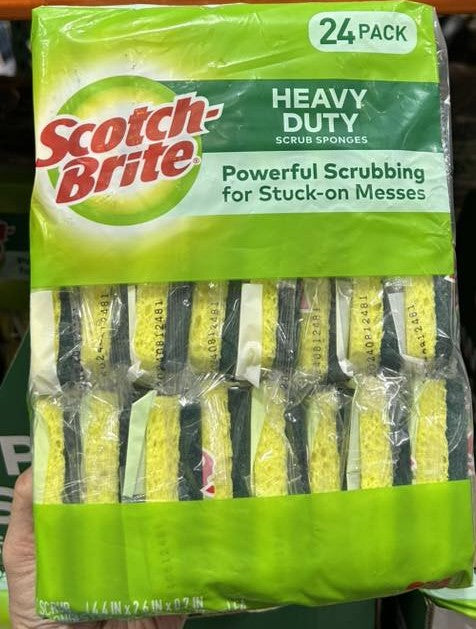 24 PACK
Scotch-
Brite
HEAVY
DUTY
SCRUB SPONGES
Powerful Scrubbing
for Stuck-on Messes